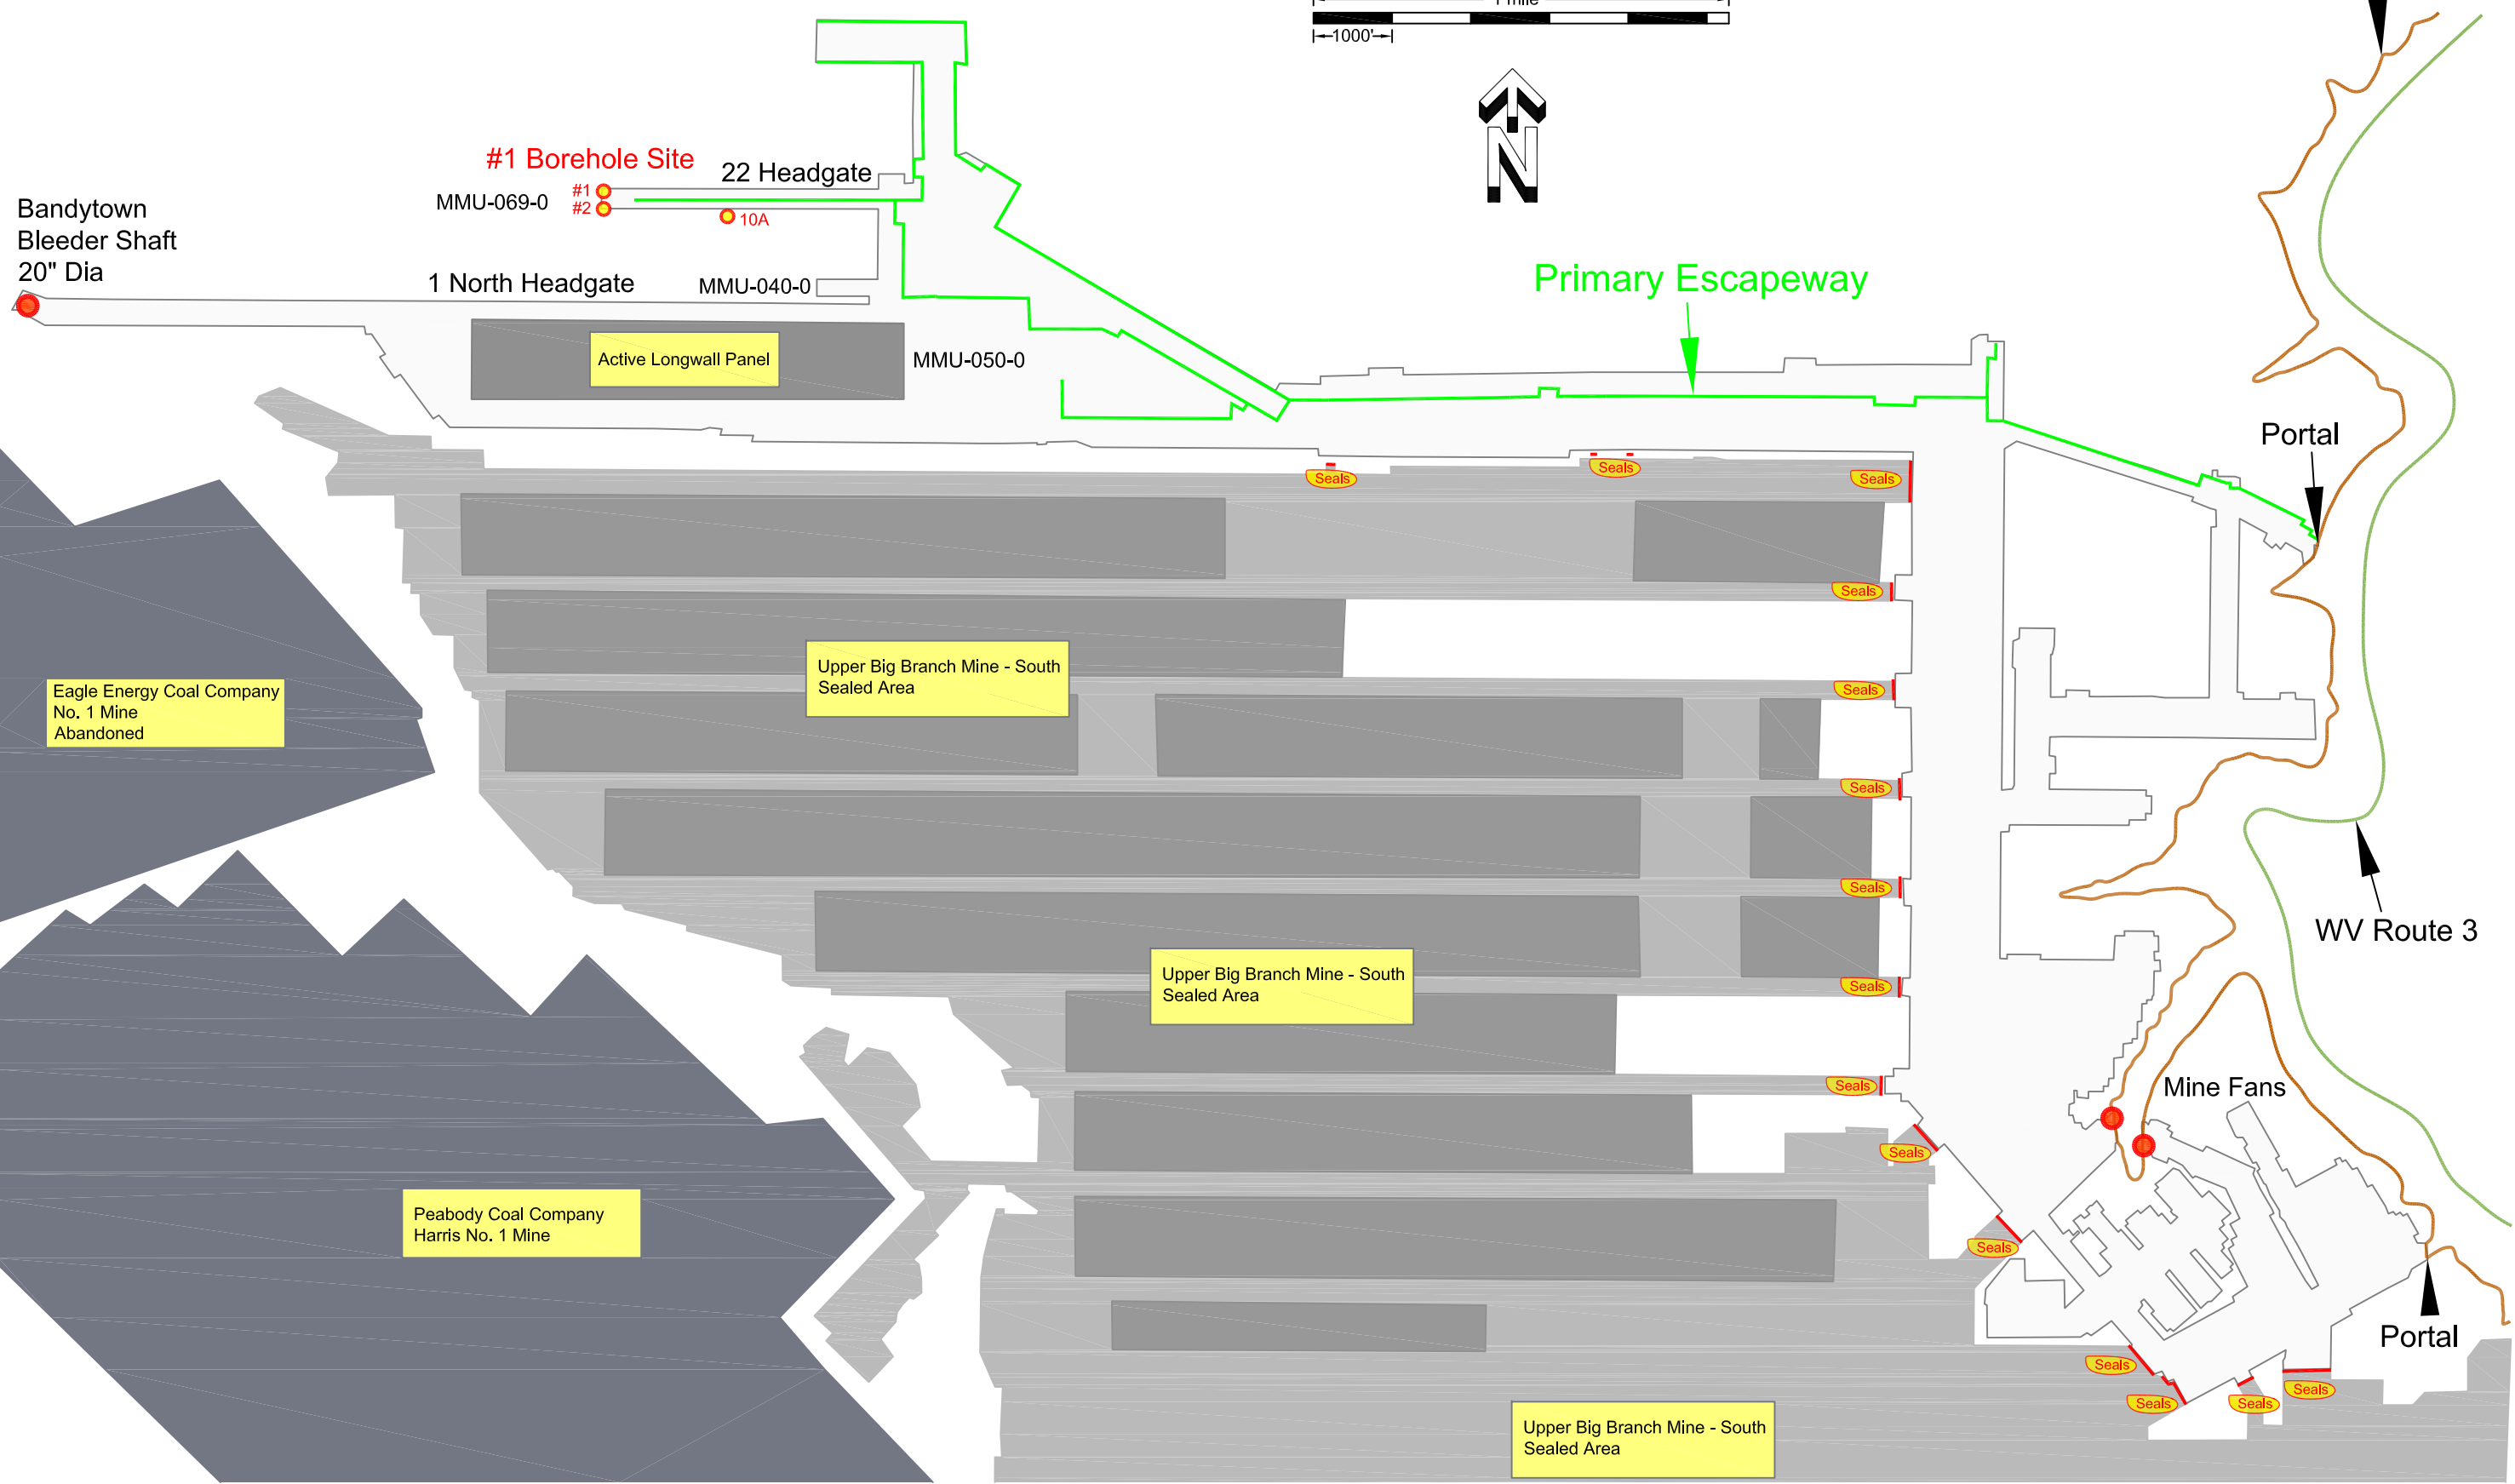 1 mile
1000'
N
#1 Borehole Site
22 Headgate
#1
MMU-069-0
#2
10A
Bandytown
Bleeder Shaft
20" Dia
1 North Headgate
MMU-040-0
Primary Escapeway
Active Longwall Panel
MMU-050-0
Portal
Seals
Seals
Seals
Seals
Upper Big Branch Mine - South
Sealed Area
Eagle Energy Coal Company
No. 1 Mine
Abandoned
Seals
Seals
Seals
WV Route 3
Upper Big Branch Mine - South
Sealed Area
Seals
Seals
Mine Fans
Seals
Peabody Coal Company
Harris No. 1 Mine
Seals
Portal
Seals
Seals
Seals
Seals
Upper Big Branch Mine - South
Sealed Area